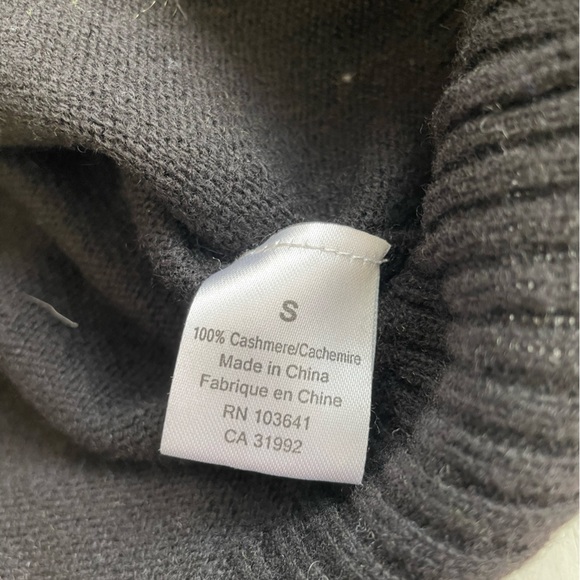 S
100% Cashmere/Cachemire
Made in China
Fabrique en Chine
RN 103641
CA 31992